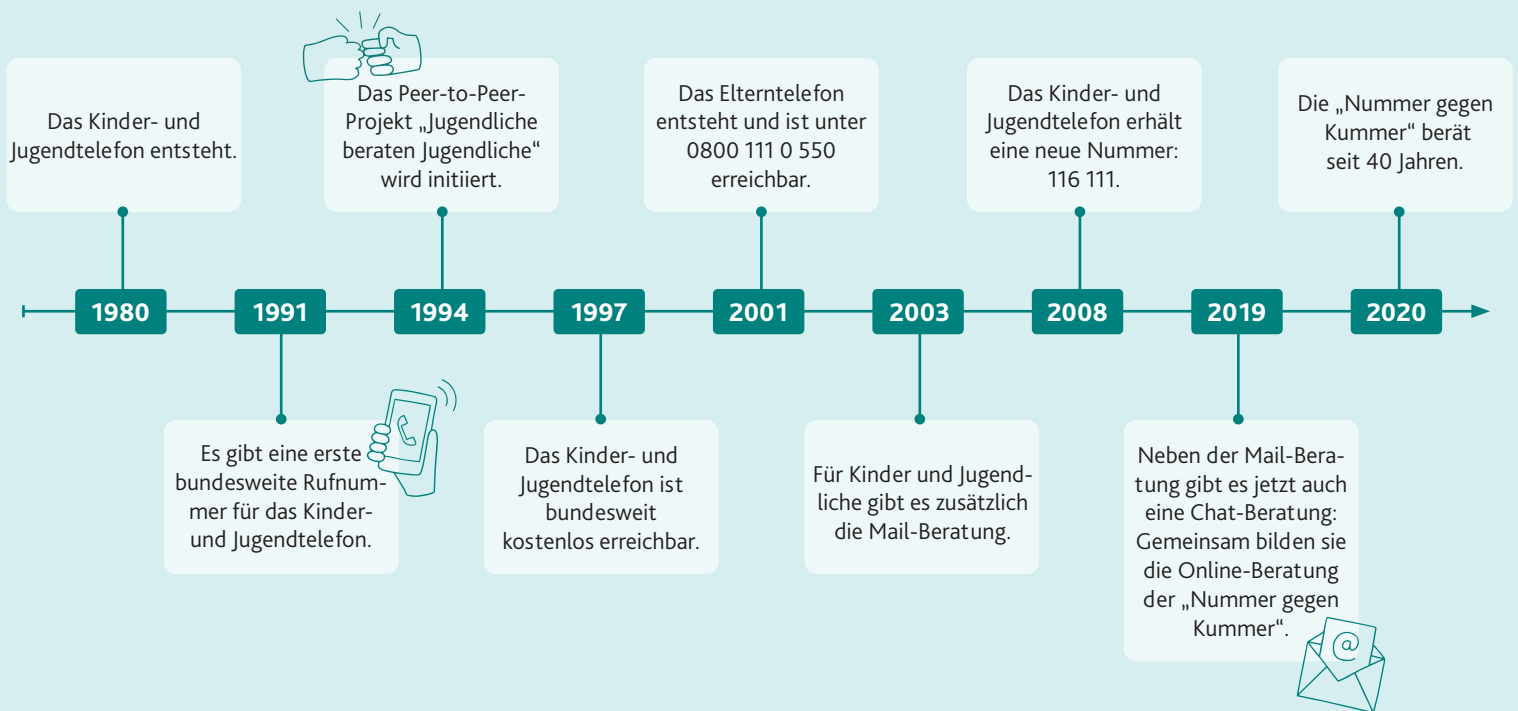 Das Kinder- und
Jugendtelefon entsteht.
Das Peer-to-Peer-
Projekt „Jugendliche
beraten Jugendliche“
wird initiiert.
Das Elterntelefon
entsteht und ist unter
0800 111 0 550
erreichbar.
Das Kinder- und
Jugendtelefon erhält
eine neue Nummer:
116 111.
Die „Nummer gegen
Kummer“ berät
seit 40 Jahren.
1980
1991
1994
1997
2001
2003
2008
2019
2020
Es gibt eine erste
bundesweite Rufnum-
mer für das Kinder-
und Jugendtelefon.
Das Kinder- und
Jugendtelefon ist
bundesweit
kostenlos erreichbar.
Für Kinder und Jugend-
liche gibt es zusätzlich
die Mail-Beratung.
Neben der Mail-Bera-
tung gibt es jetzt auch
eine Chat-Beratung:
Gemeinsam bilden sie
die Online-Beratung
der „Nummer gegen
Kummer“.
@